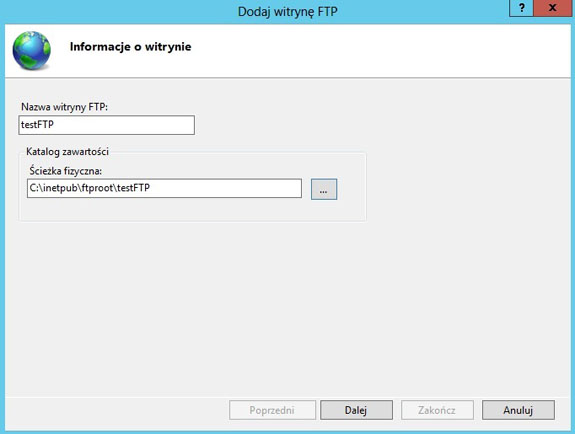 Dodaj witrynę FTP
?
x
Informacje o witrynie
Nazwa witryny FTP:
testFTP
Katalog zawartości
Ścieżka fizyczna:
C:\inetpub\ftproot\testFTP
...
Poprzedni Dalej Zakończ Anuluj